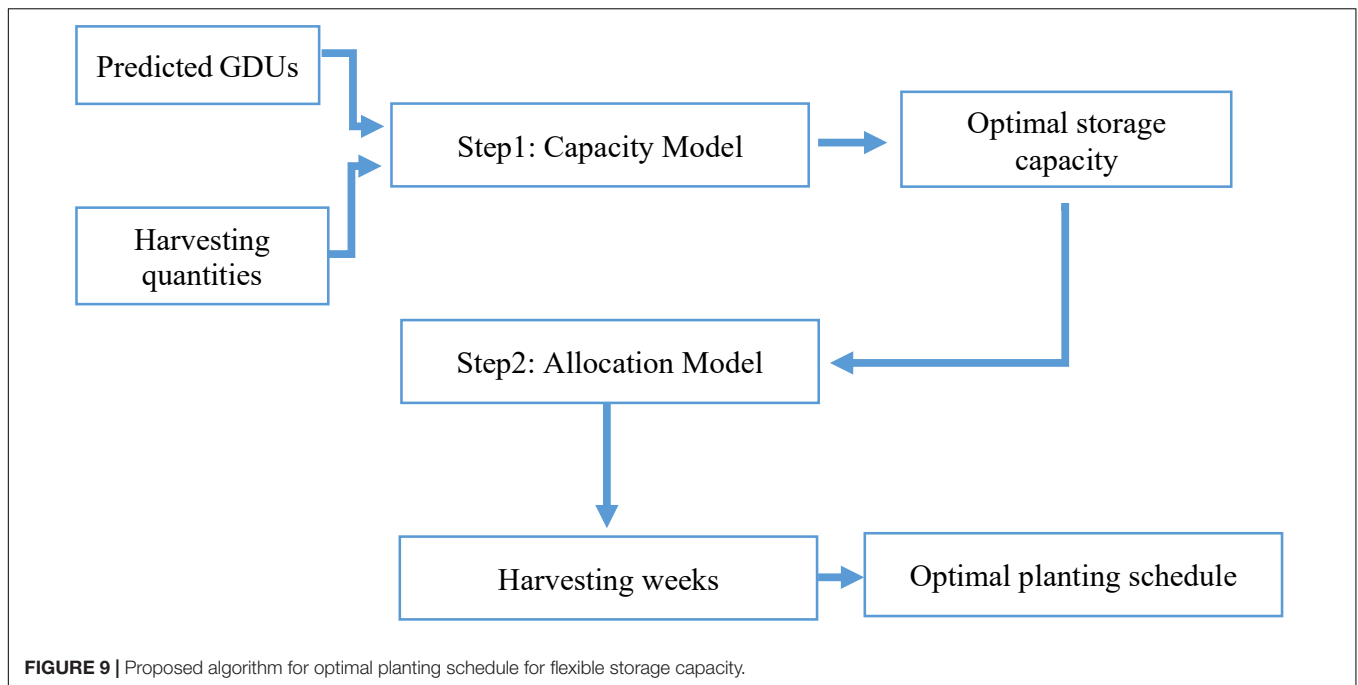 Predicted GDUs
Step1: Capacity Model
Optimal storage
capacity
Harvesting
quantities
Step2: Allocation Model
Harvesting weeks
Optimal planting schedule
FIGURE 9 | Proposed algorithm for optimal planting schedule for flexible storage capacity.